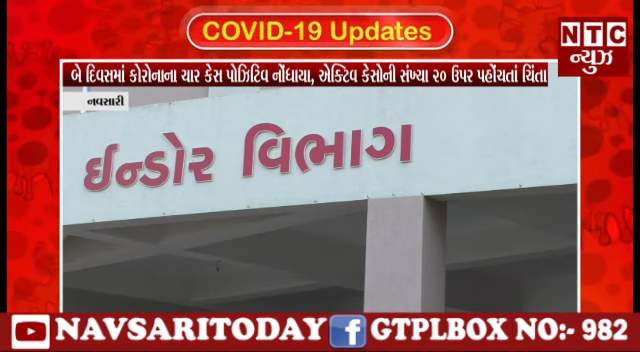 COVID-19 Updates
NTC
ન્યુઝ
બે દિવસમાં કોરોનાના ચાર કેસ પોઝિટિવ નોંધાયા, એક્ટિવ કેસોની સંખ્યા ૨૦ ઉપર પહોંચતાં ચિંતા
નવસારી
ઈન્ડોર વિભાગ
NAVSARITODAY f GTPLBOX NO:- 982